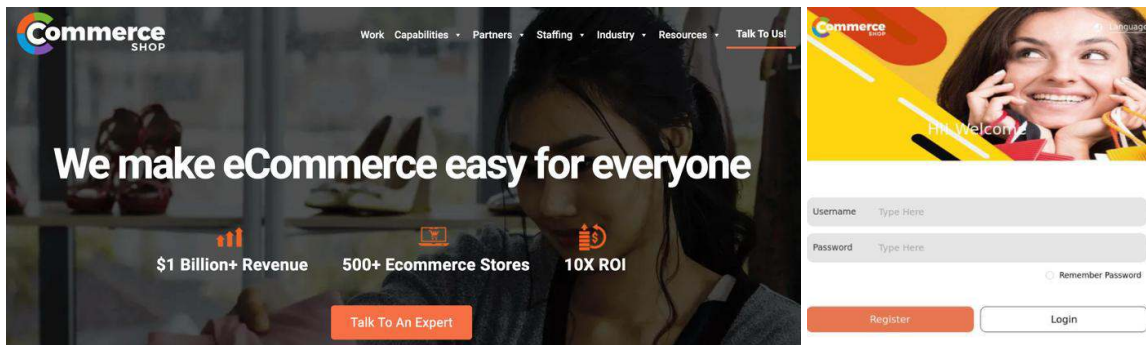 Commerce
SHOP
Work Capabilities Partners Staffing Industry Resources Talk To Us!
We make eCommerce easy for everyone
$1 Billion+ Revenue 500+ Ecommerce Stores 10X ROI
Talk To An Expert
Commerce
SHOP
Language
Hi! Welcome
Username Type Here
Password Type Here
Remember Password
Register Login